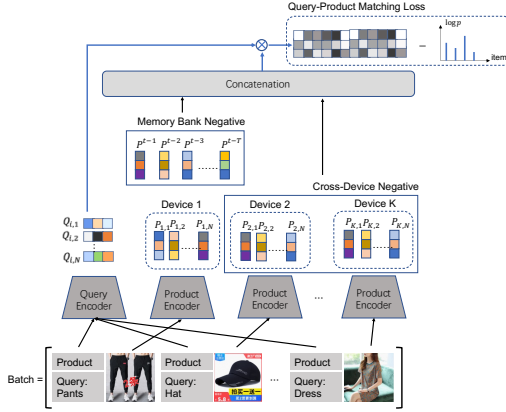 Query-Product Matching Loss
log p
item
Concatenation
Memory Bank Negative
P^{t-1} P^{t-2} P^{t-3} P^{t-T}
Cross-Device Negative
Device 1 Device 2 Device K
Q_{i,1}
Q_{i,2}
Q_{i,N}
P_{1,1} P_{1,2} P_{1,N} P_{2,1} P_{2,2} P_{2,N} P_{K,1} P_{K,2} P_{K,N}
Query Encoder
Product Encoder
Product Encoder
...
Product Encoder
Batch =
Product
Query: Pants
Product
Query: Hat
...
Product
Query: Dress